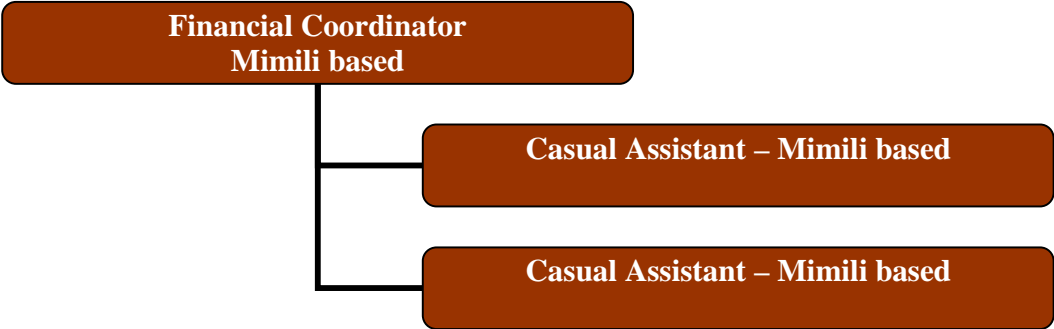 Financial Coordinator
Mimili based
Casual Assistant – Mimili based
Casual Assistant – Mimili based